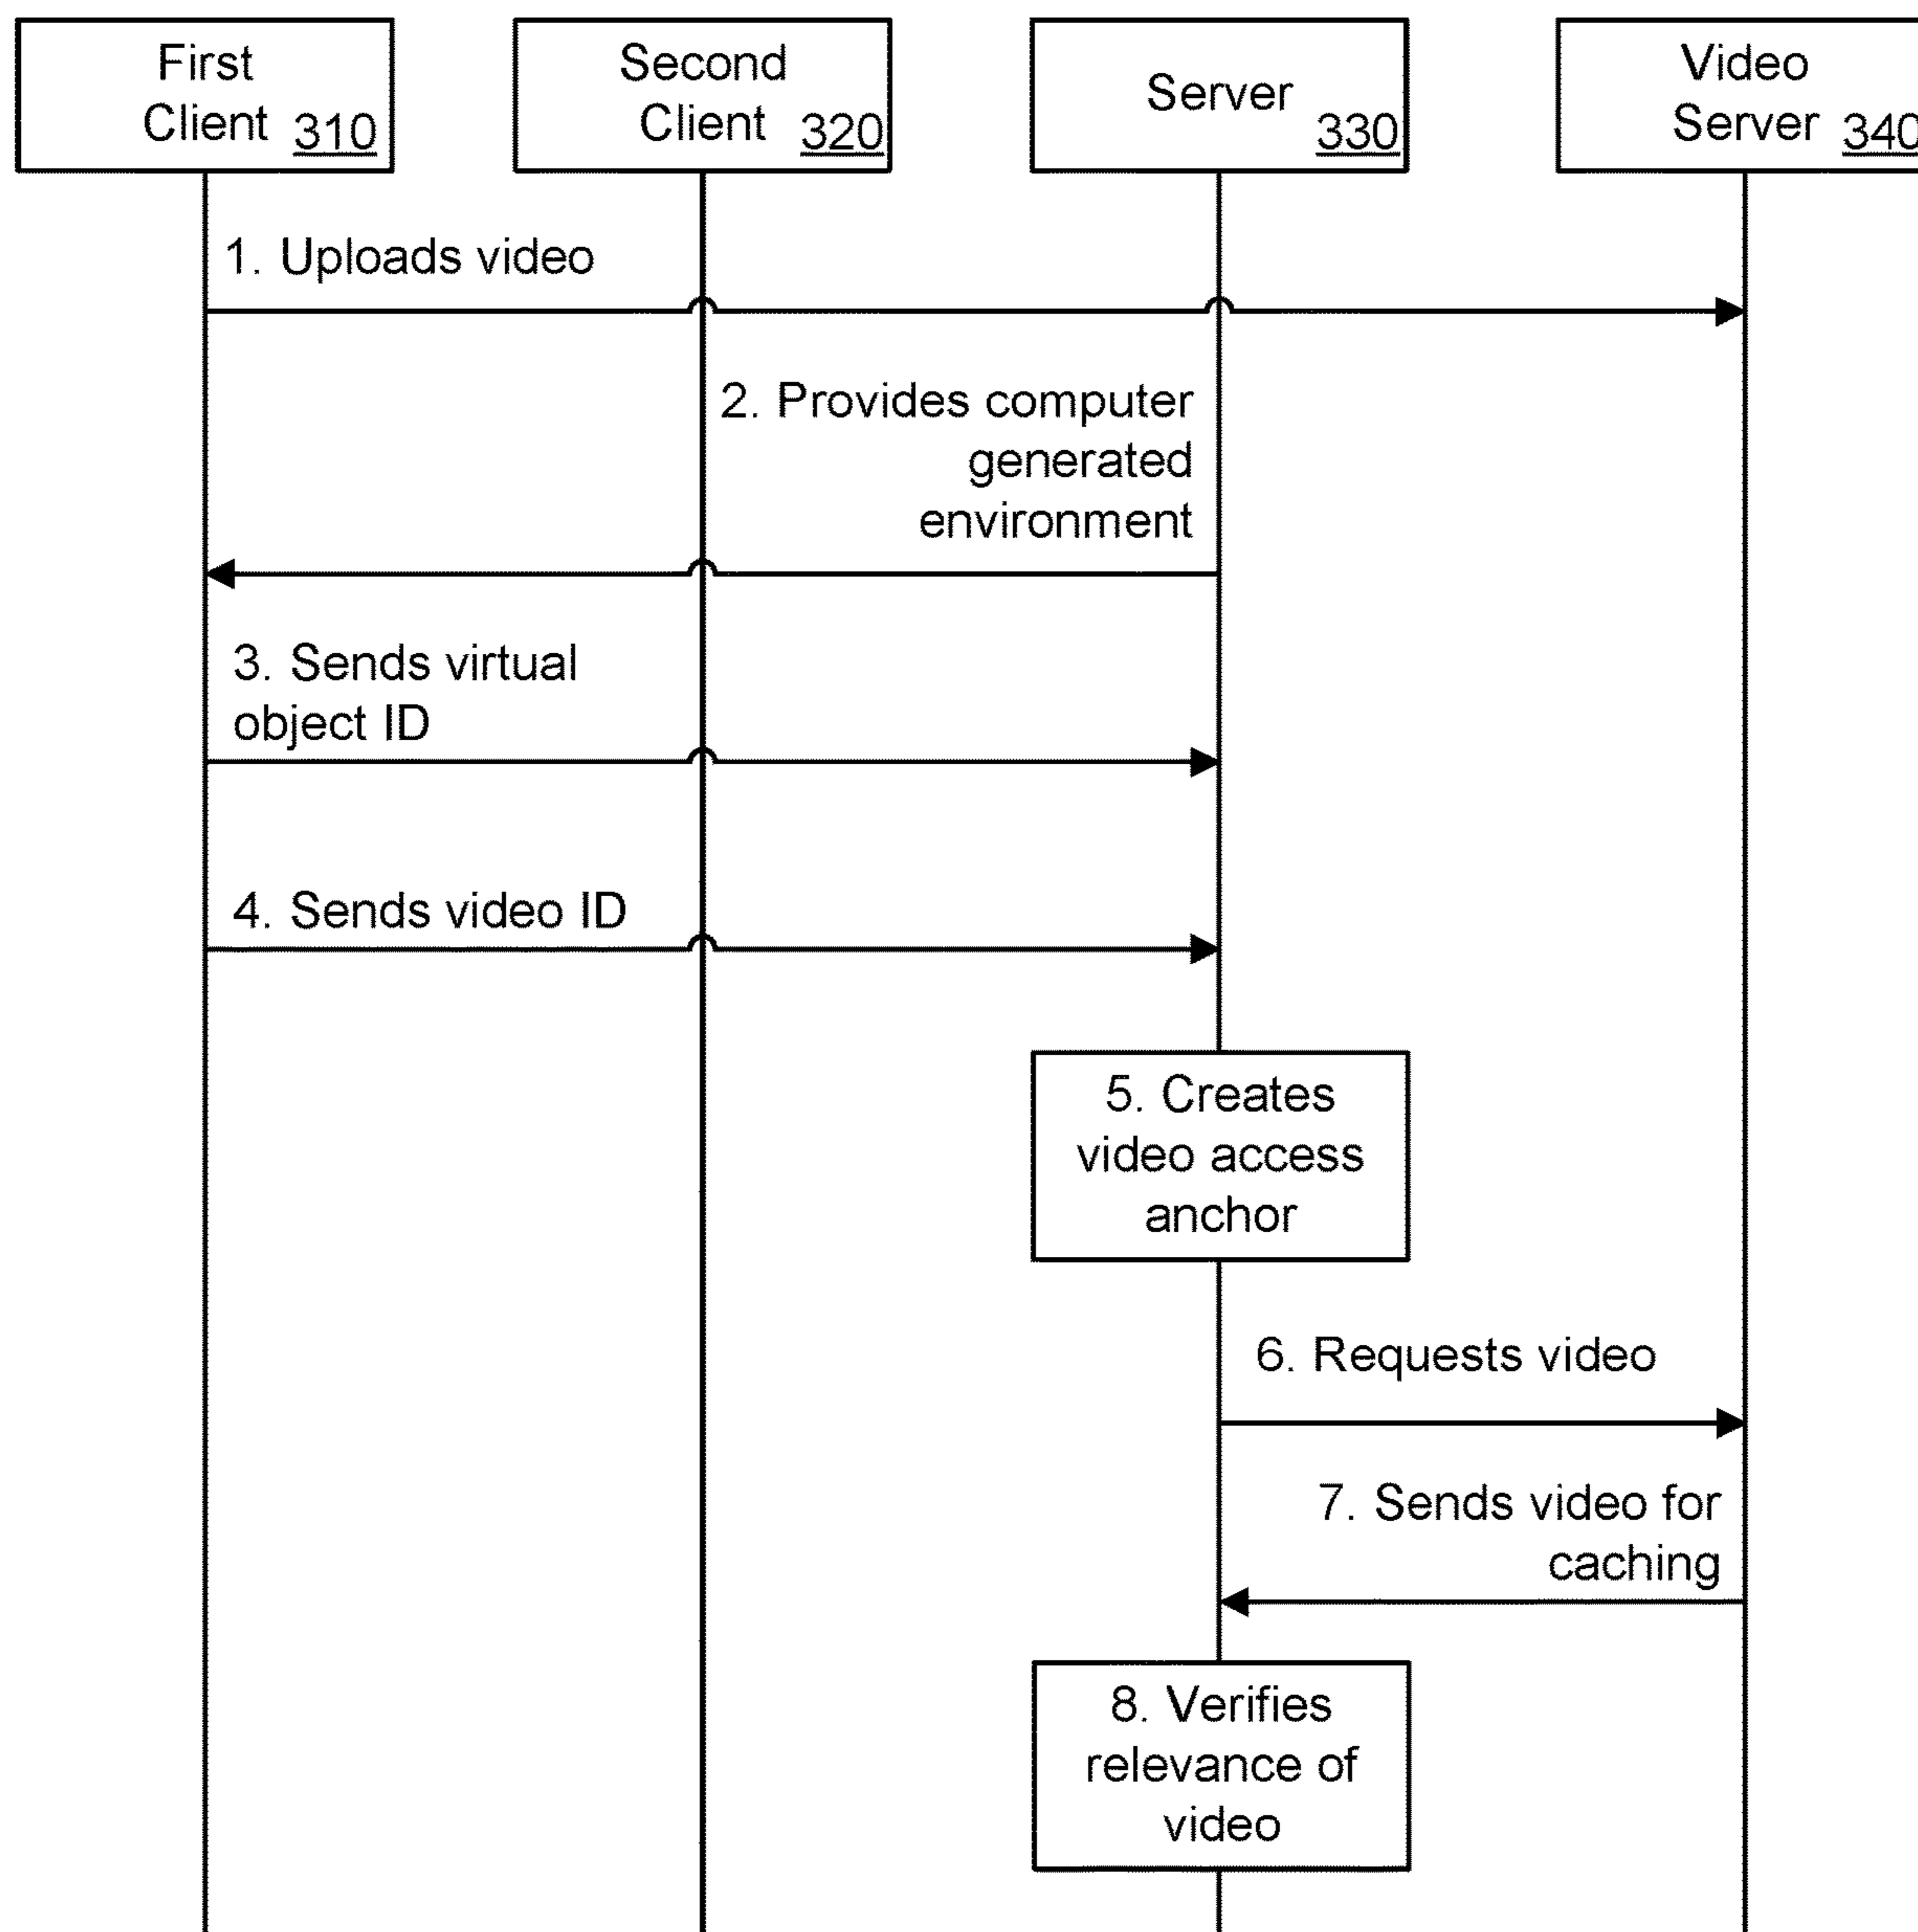 First
Client 310
Second
Client 320
Server
330
Video
Server 340
1. Uploads video
2. Provides computer
generated
environment
3. Sends virtual
object ID
4. Sends video ID
5. Creates
video access
anchor
6. Requests video
7. Sends video for
caching
8. Verifies
relevance of
video